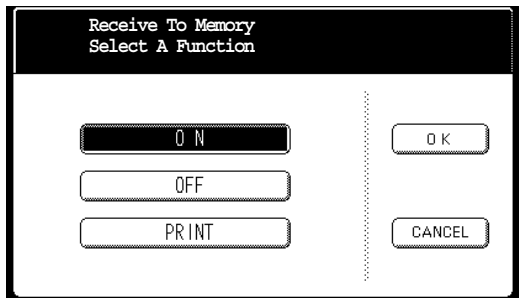 Receive To Memory
Select A Function
ON
OK
OFF
PRINT
CANCEL